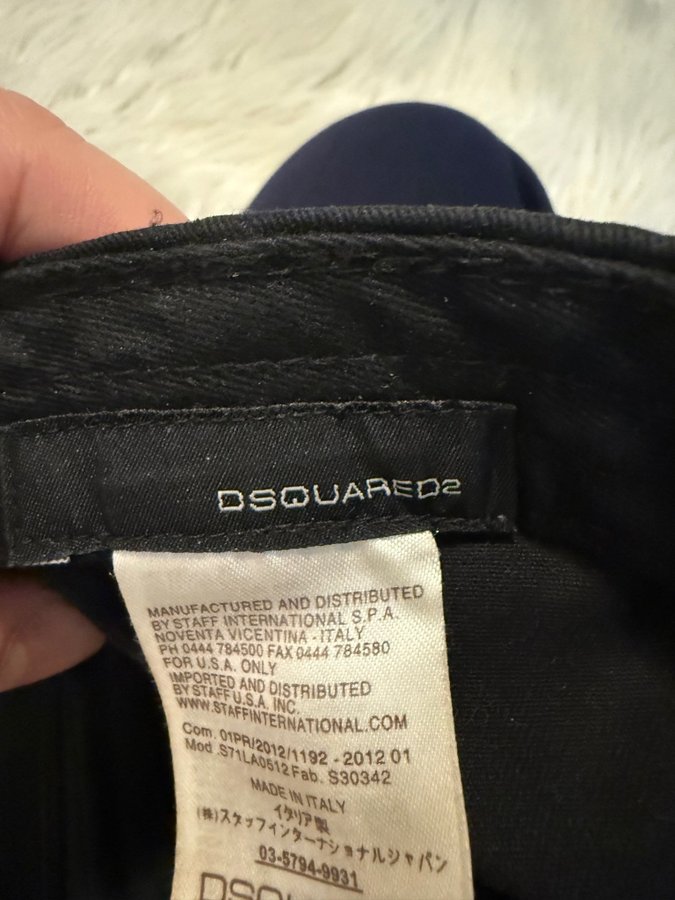 DSQUARED2
MANUFACTURED AND DISTRIBUTED
BY STAFF INTERNATIONAL S.P.A.
NOVENTA VICENTINA - ITALY
PH 0444 784500 FAX 0444 784580
FOR U.S.A. ONLY
IMPORTED AND DISTRIBUTED
BY STAFF U.S.A. INC.
WWW.STAFFINTERNATIONAL.COM
Com. 01PR/2012/1192 - 2012 01
Mod .S71LA0512 Fab. S30342
MADE IN ITALY
イタリア製
(株)スタッフインターナショナルジャパン
03-5794-9931
DSQU